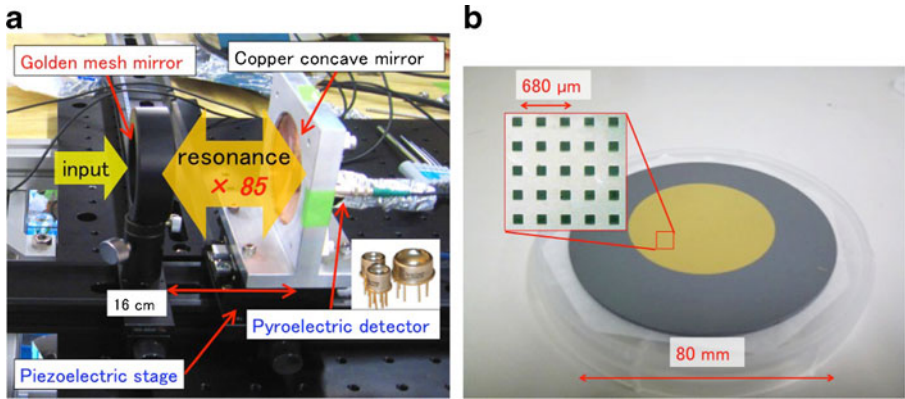 a
Golden mesh mirror
Copper concave mirror
input
resonance
× 85
16 cm
Pyroelectric detector
Piezoelectric stage
b
680 µm
80 mm